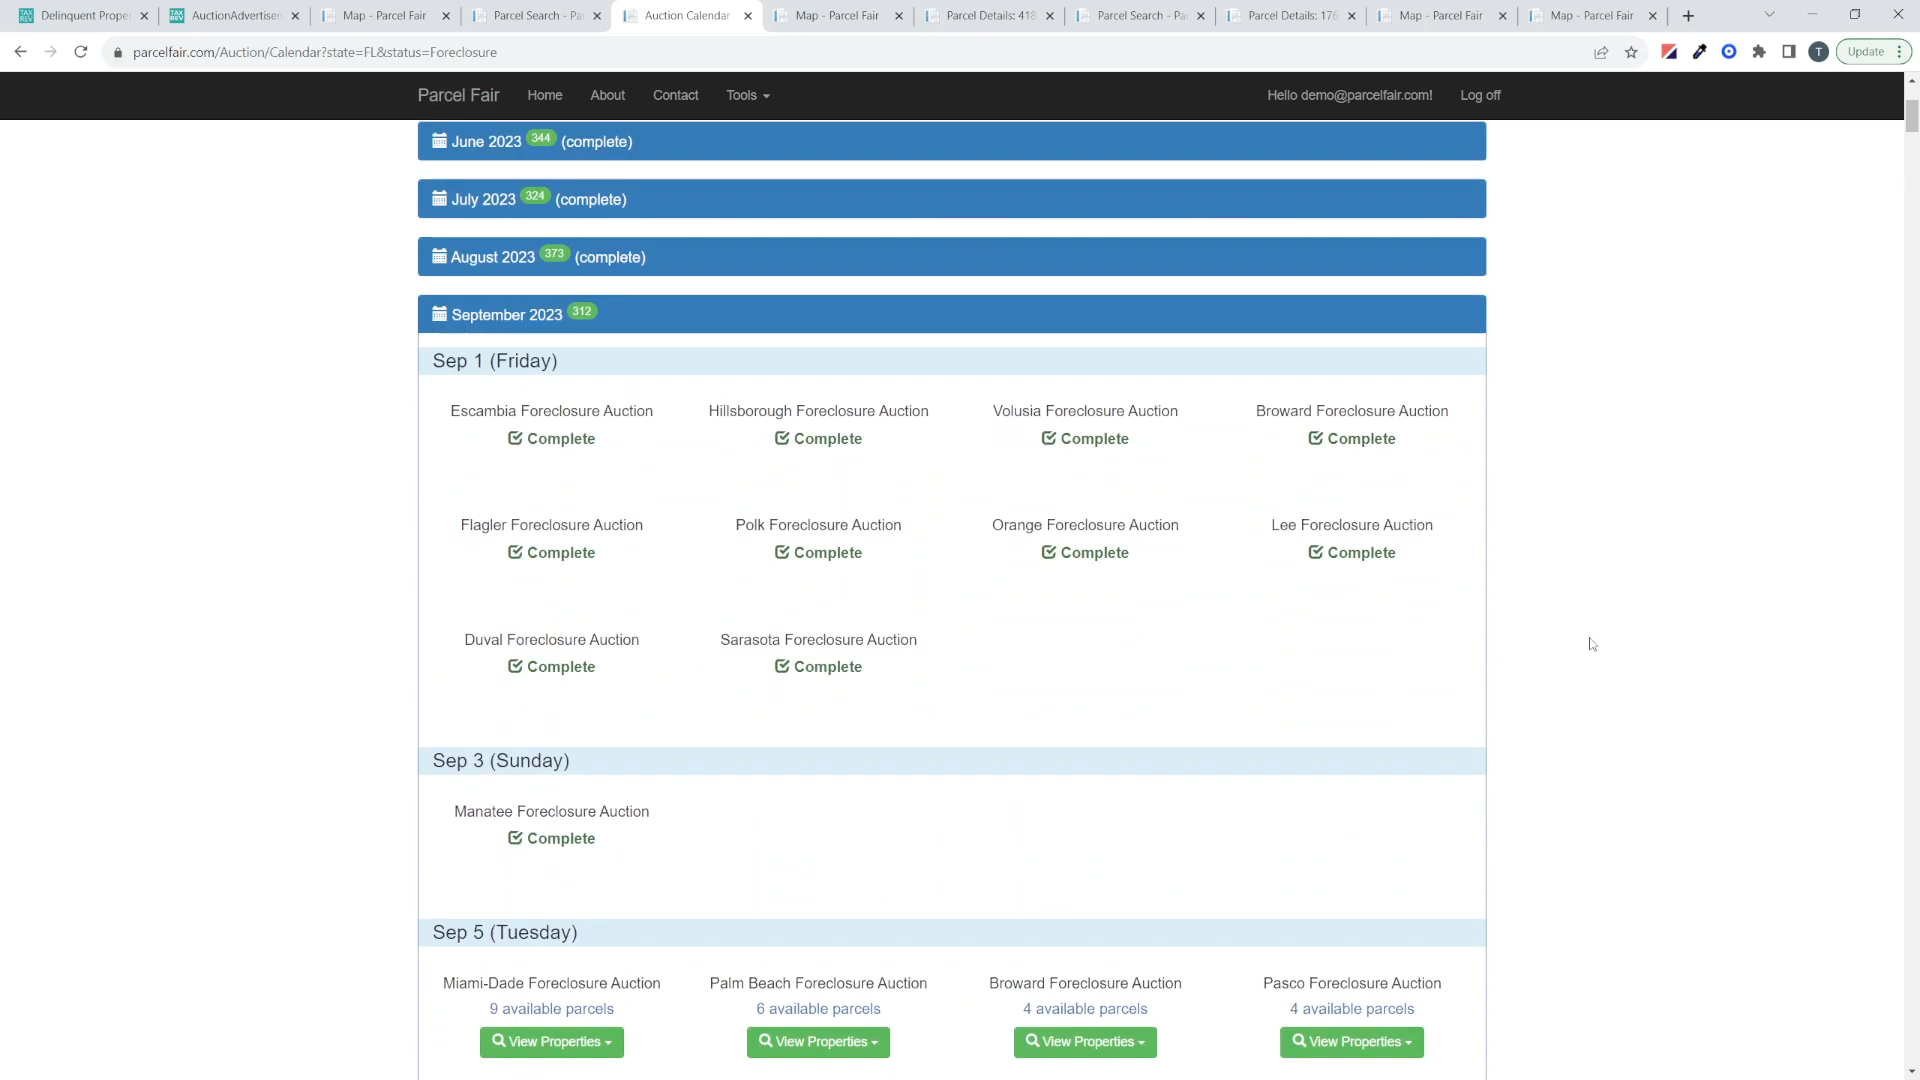 Delinquent Proper
AuctionAdvertisem
Map - Parcel Fair
Parcel Search - Pa
Auction Calendar
Map - Parcel Fair
Parcel Details: 418
Parcel Search - Pa
Parcel Details: 176
Map - Parcel Fair
Map - Parcel Fair
parcelfair.com/Auction/Calendar?state=FL&status=Foreclosure
T
Update
Parcel Fair Home About Contact Tools Hello demo@parcelfair.com! Log off
June 2023 344 (complete)
July 2023 324 (complete)
August 2023 373 (complete)
September 2023 312
Sep 1 (Friday)
Escambia Foreclosure Auction Hillsborough Foreclosure Auction Volusia Foreclosure Auction Broward Foreclosure Auction
Complete Complete Complete Complete
Flagler Foreclosure Auction Polk Foreclosure Auction Orange Foreclosure Auction Lee Foreclosure Auction
Complete Complete Complete Complete
Duval Foreclosure Auction Sarasota Foreclosure Auction
Complete Complete
Sep 3 (Sunday)
Manatee Foreclosure Auction
Complete
Sep 5 (Tuesday)
Miami-Dade Foreclosure Auction Palm Beach Foreclosure Auction Broward Foreclosure Auction Pasco Foreclosure Auction
9 available parcels 6 available parcels 4 available parcels 4 available parcels
View Properties View Properties View Properties View Properties